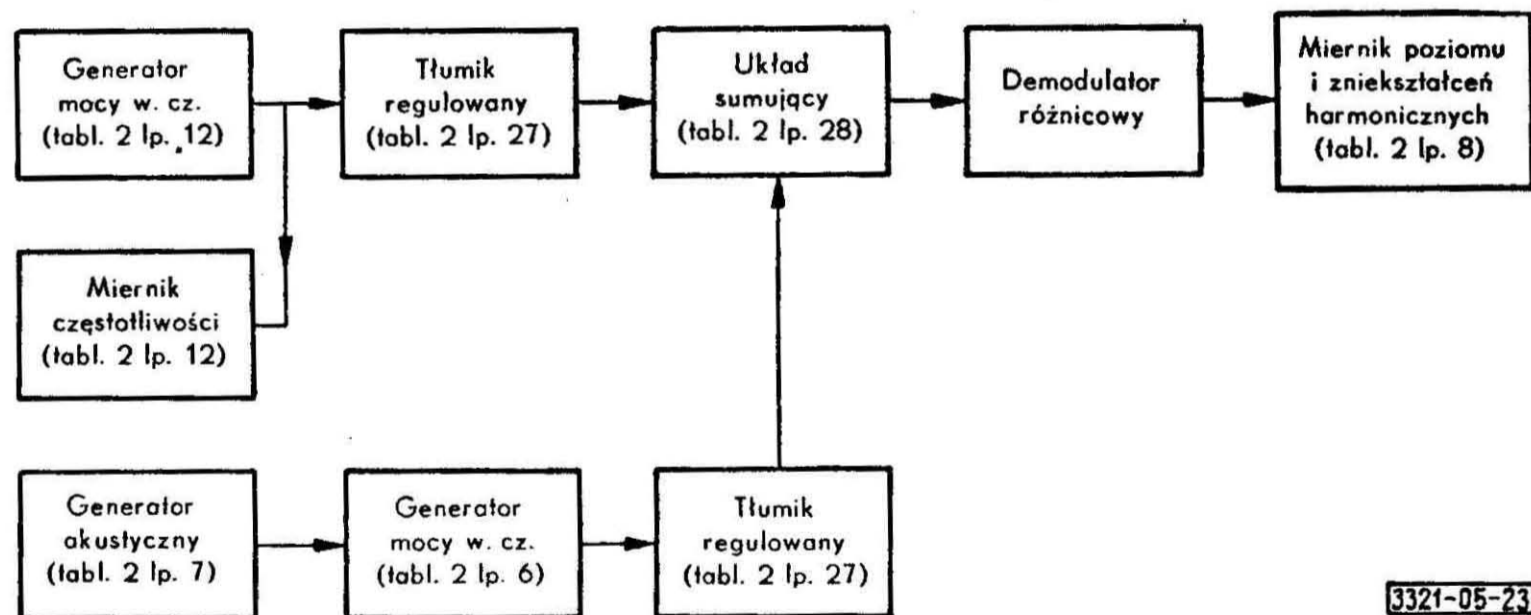 Generator
mocy w. cz.
(tabl. 2 lp. 12)
Tłumik
regulowany
(tabl. 2 lp. 27)
Układ
sumujący
(tabl. 2 lp. 28)
Demodulator
różnicowy
Miernik poziomu
i zniekształceń
harmonicznych
(tabl. 2 lp. 8)
Miernik
częstotliwości
(tabl. 2 lp. 12)
Generator
akustyczny
(tabl. 2 lp. 7)
Generator
mocy w. cz.
(tabl. 2 lp. 6)
Tłumik
regulowany
(tabl. 2 lp. 27)
3321-05-23